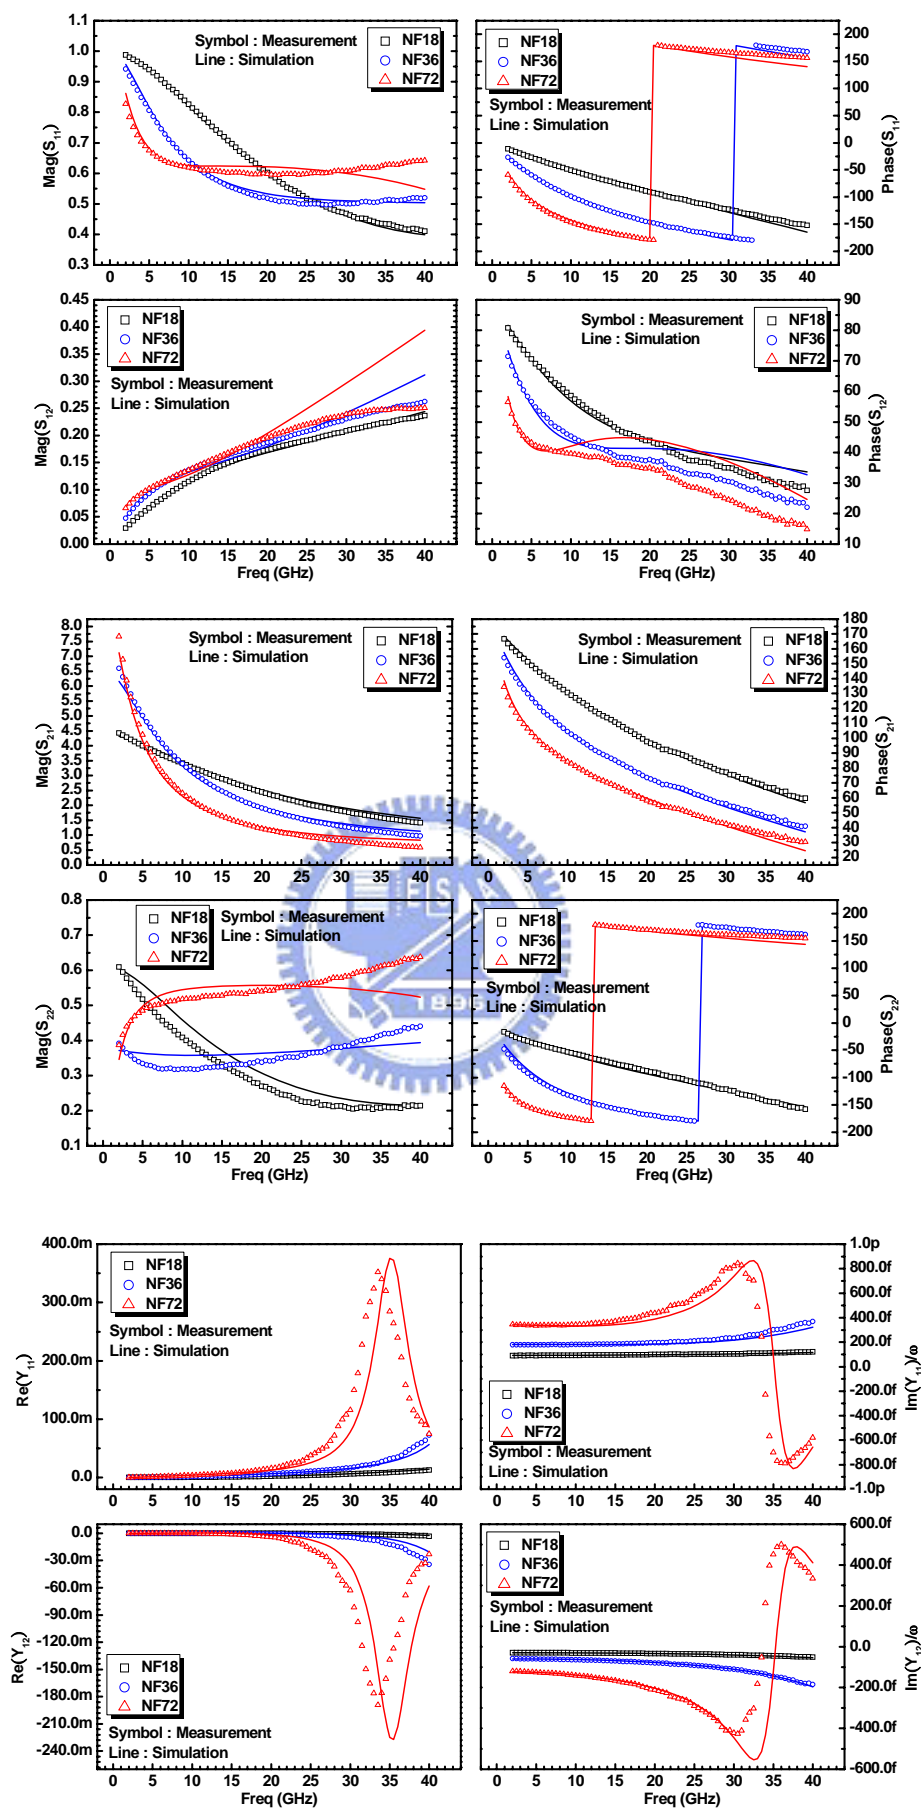 1.1
1.0
0.9
0.8
0.7
0.6
0.5
0.4
0.3
Mag(S11)
Symbol : Measurement
Line : Simulation
NF18
NF36
NF72
0 5 10 15 20 25 30 35 40
NF18
NF36
NF72
Symbol : Measurement
Line : Simulation
200
150
100
50
0
-50
-100
-150
-200
Phase(S11)
0 5 10 15 20 25 30 35 40
0.45
0.40
0.35
0.30
0.25
0.20
0.15
0.10
0.05
0.00
Mag(S12)
NF18
NF36
NF72
Symbol : Measurement
Line : Simulation
0 5 10 15 20 25 30 35 40
Freq (GHz)
Symbol : Measurement
Line : Simulation
NF18
NF36
NF72
90
80
70
60
50
40
30
20
10
Phase(S12)
0 5 10 15 20 25 30 35 40
Freq (GHz)
8.0
7.5
7.0
6.5
6.0
5.5
5.0
4.5
4.0
3.5
3.0
2.5
2.0
1.5
1.0
0.5
0.0
Mag(S21)
Symbol : Measurement
Line : Simulation
NF18
NF36
NF72
0 5 10 15 20 25 30 35 40
Symbol : Measurement
Line : Simulation
NF18
NF36
NF72
180
170
160
150
140
130
120
110
100
90
80
70
60
50
40
30
20
Phase(S21)
0 5 10 15 20 25 30 35 40
0.8
0.7
0.6
0.5
0.4
0.3
0.2
0.1
Mag(S22)
NF18
NF36
NF72
Symbol : Measurement
Line : Simulation
0 5 10 15 20 25 30 35 40
Freq (GHz)
1896
NF18
NF36
NF72
Symbol : Measurement
Line : Simulation
200
150
100
50
0
-50
-100
-150
-200
Phase(S22)
0 5 10 15 20 25 30 35 40
Freq (GHz)
400.0m
300.0m
200.0m
100.0m
0.0
Re(Y11)
NF18
NF36
NF72
Symbol : Measurement
Line : Simulation
0 5 10 15 20 25 30 35 40
NF18
NF36
NF72
Symbol : Measurement
Line : Simulation
1.0p
800.0f
600.0f
400.0f
200.0f
0.0
-200.0f
-400.0f
-600.0f
-800.0f
-1.0p
Im(Y11)/ω
0 5 10 15 20 25 30 35 40
0.0
-30.0m
-60.0m
-90.0m
-120.0m
-150.0m
-180.0m
-210.0m
-240.0m
Re(Y12)
NF18
NF36
NF72
Symbol : Measurement
Line : Simulation
0 5 10 15 20 25 30 35 40
Freq (GHz)
NF18
NF36
NF72
Symbol : Measurement
Line : Simulation
600.0f
400.0f
200.0f
0.0
-200.0f
-400.0f
-600.0f
Im(Y12)/ω
0 5 10 15 20 25 30 35 40
Freq (GHz)